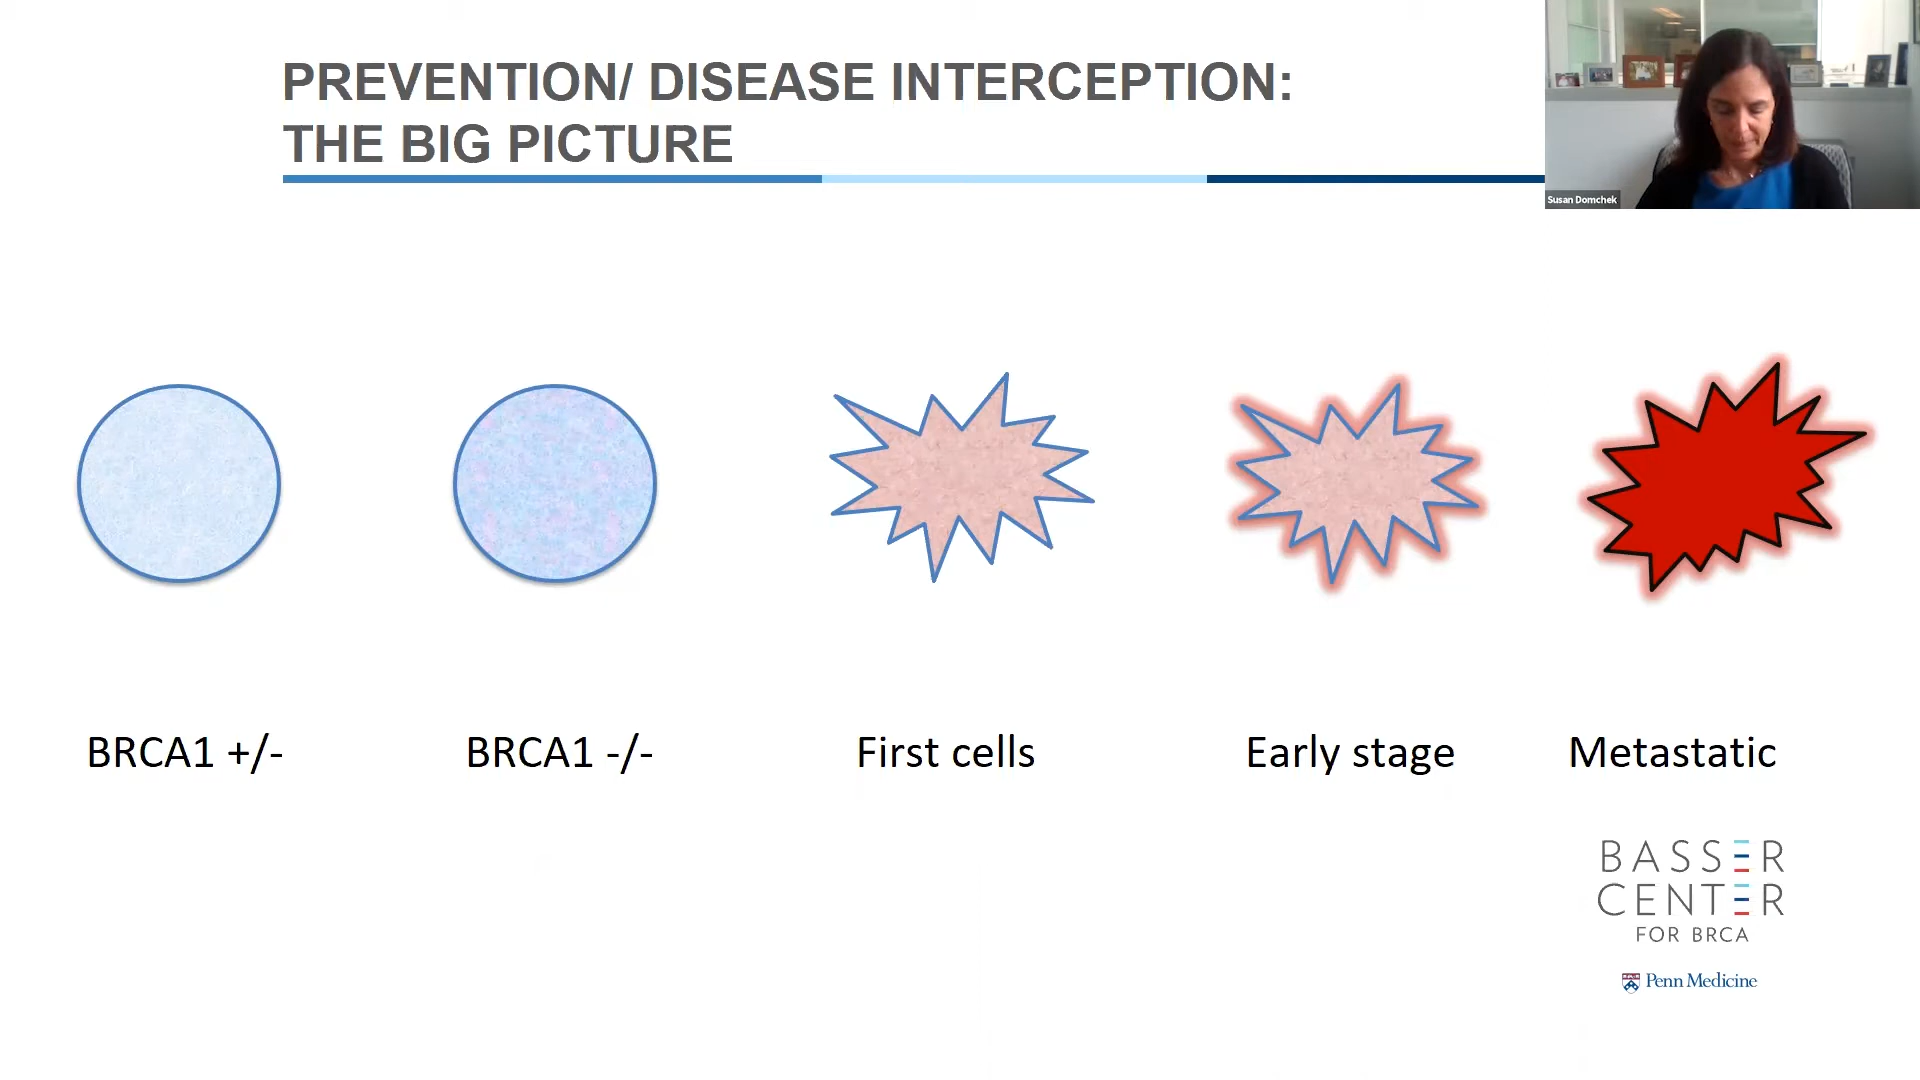 PREVENTION/ DISEASE INTERCEPTION:
THE BIG PICTURE
Susan Domchek
BRCA1 +/-
BRCA1 -/-
First cells
Early stage
Metastatic
BASSER
CENTER
FOR BRCA
Penn Medicine